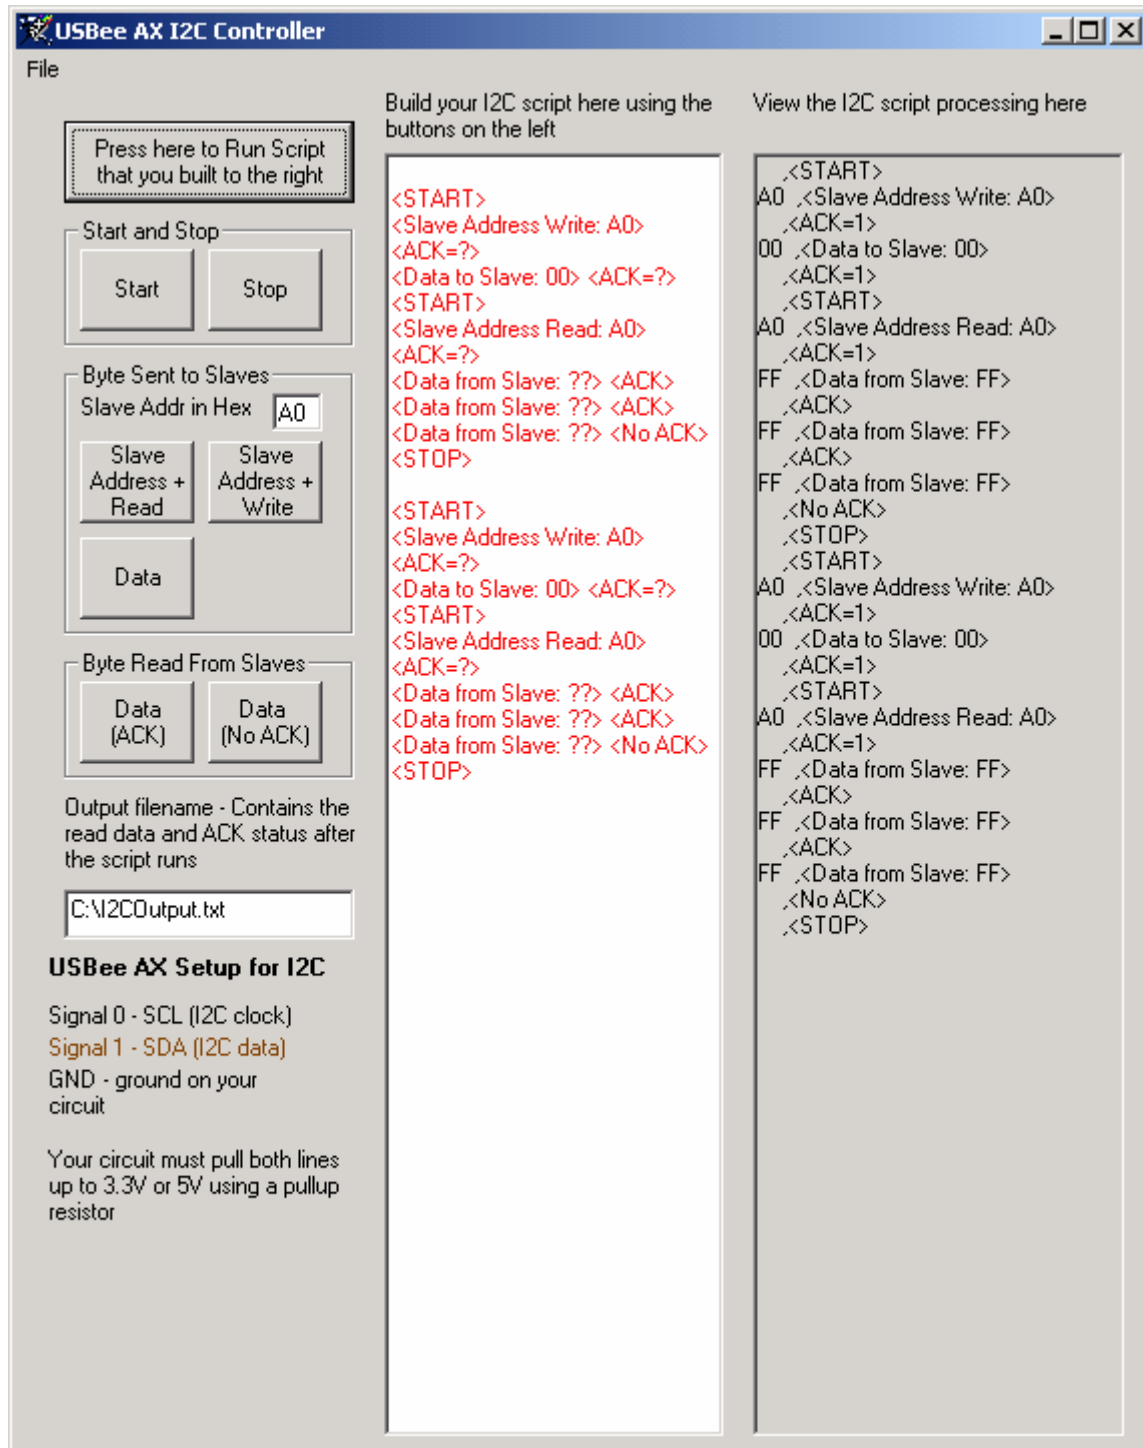 USBee AX I2C Controller
File
Press here to Run Script
that you built to the right
Start and Stop
Start
Stop
Byte Sent to Slaves
Slave Addr in Hex
A0
Slave
Address +
Read
Slave
Address +
Write
Data
Byte Read From Slaves
Data
(ACK)
Data
(No ACK)
Output filename - Contains the
read data and ACK status after
the script runs
C:\I2COutput.txt
USBee AX Setup for I2C
Signal 0 - SCL (I2C clock)
Signal 1 - SDA (I2C data)
GND - ground on your
circuit
Your circuit must pull both lines
up to 3.3V or 5V using a pullup
resistor
Build your I2C script here using the
buttons on the left
<START>
<Slave Address Write: A0>
<ACK=?>
<Data to Slave: 00> <ACK=?>
<START>
<Slave Address Read: A0>
<ACK=?>
<Data from Slave: ??> <ACK>
<Data from Slave: ??> <ACK>
<Data from Slave: ??> <No ACK>
<STOP>
<START>
<Slave Address Write: A0>
<ACK=?>
<Data to Slave: 00> <ACK=?>
<START>
<Slave Address Read: A0>
<ACK=?>
<Data from Slave: ??> <ACK>
<Data from Slave: ??> <ACK>
<Data from Slave: ??> <No ACK>
<STOP>
View the I2C script processing here
,<START>
A0 ,<Slave Address Write: A0>
,<ACK=1>
00 ,<Data to Slave: 00>
,<ACK=1>
,<START>
A0 ,<Slave Address Read: A0>
,<ACK=1>
FF ,<Data from Slave: FF>
,<ACK>
FF ,<Data from Slave: FF>
,<ACK>
FF ,<Data from Slave: FF>
,<No ACK>
,<STOP>
,<START>
A0 ,<Slave Address Write: A0>
,<ACK=1>
00 ,<Data to Slave: 00>
,<ACK=1>
,<START>
A0 ,<Slave Address Read: A0>
,<ACK=1>
FF ,<Data from Slave: FF>
,<ACK>
FF ,<Data from Slave: FF>
,<ACK>
FF ,<Data from Slave: FF>
,<No ACK>
,<STOP>